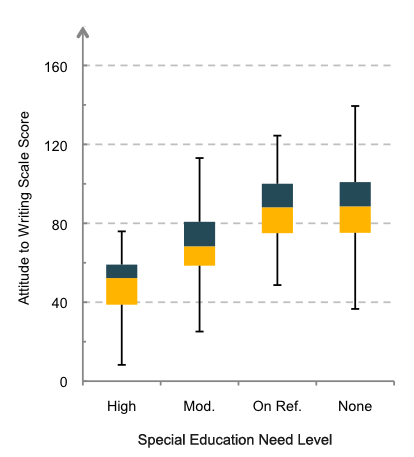 160
120
80
40
0
Attitude to Writing Scale Score
High Mod. On Ref. None
Special Education Need Level